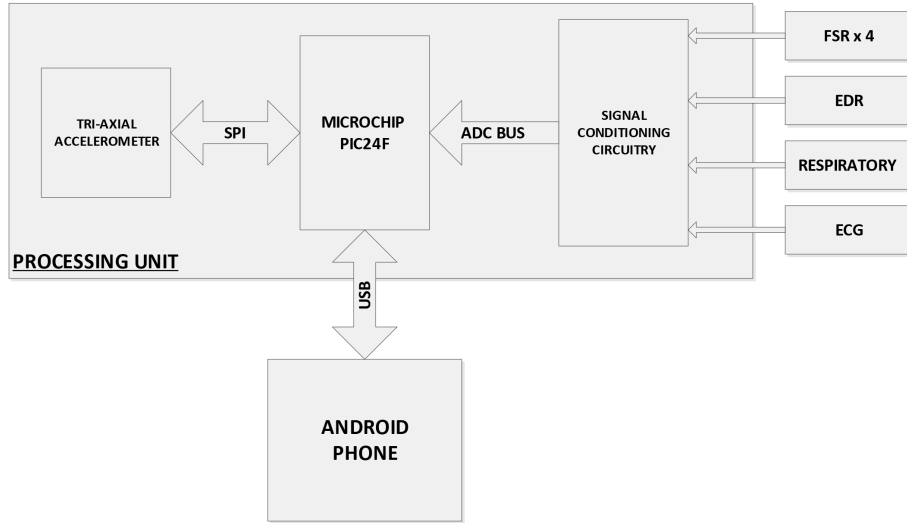 TRI-AXIAL
ACCELEROMETER
SPI
MICROCHIP
PIC24F
ADC BUS
SIGNAL
CONDITIONING
CIRCUITRY
FSR x 4
EDR
RESPIRATORY
ECG
PROCESSING UNIT
USB
ANDROID
PHONE